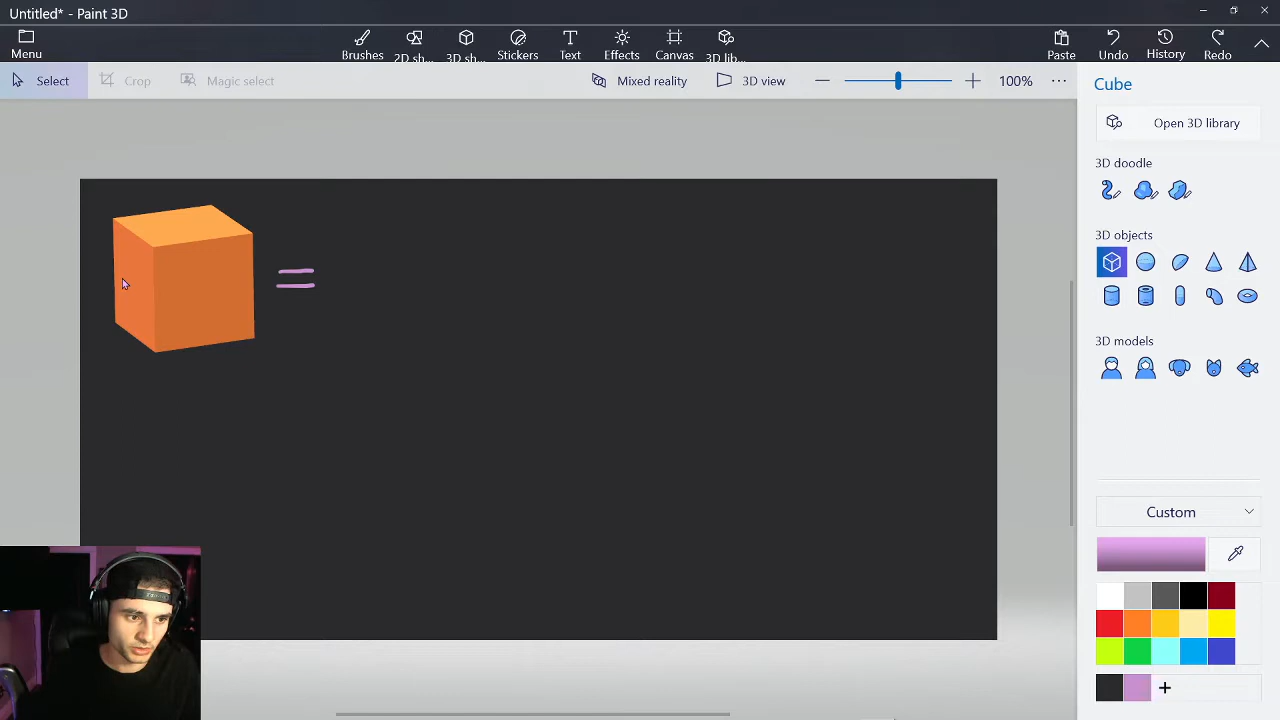 Untitled* - Paint 3D
Menu
Brushes
2D sh...
3D sh...
Stickers
Text
Effects
Canvas
3D lib...
Paste
Undo
History
Redo
Select
Crop
Magic select
Mixed reality
3D view
100%
Cube
Open 3D library
3D doodle
3D objects
3D models
Custom
=